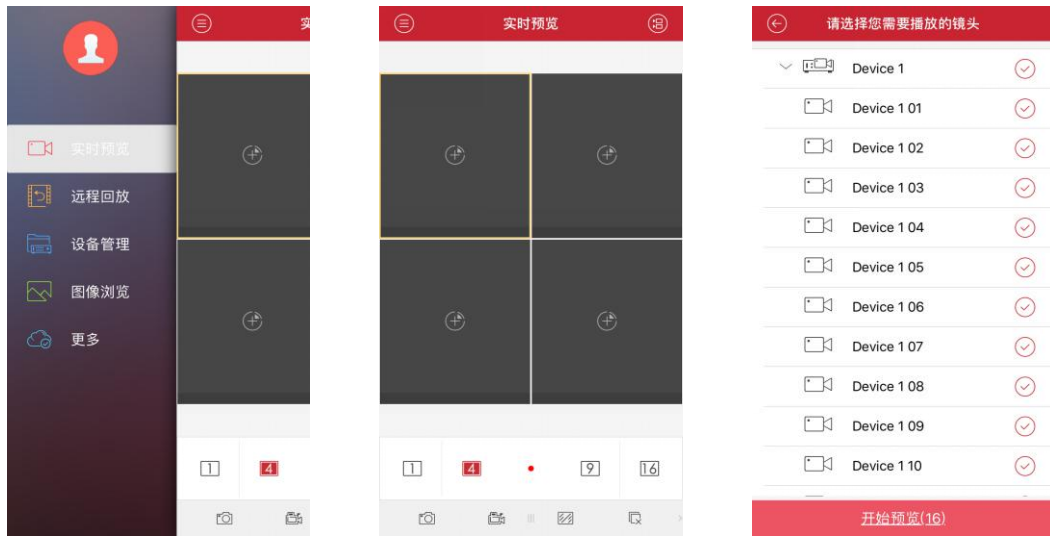 实
实时预览
远程回放
设备管理
图像浏览
更多
1
4
实时预览
1
4
9
16
请选择您需要播放的镜头
Device 1
Device 1 01
Device 1 02
Device 1 03
Device 1 04
Device 1 05
Device 1 06
Device 1 07
Device 1 08
Device 1 09
Device 1 10
开始预览(16)